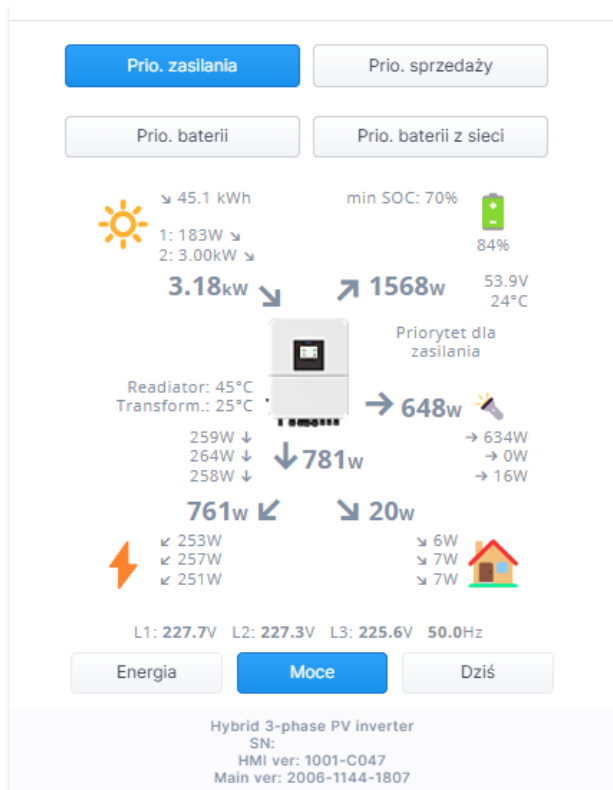 Prio. zasilania
Prio. sprzedaży
Prio. baterii
Prio. baterii z sieci
↘ 45.1 kWh
min SOC: 70%
1: 183W ↘
2: 3.00kW ↘
84%
3.18kW ↘
↗ 1568W
53.9V
24°C
Priorytet dla
zasilania
Readiator: 45°C
Transform.: 25°C
→ 648W
259W ↓
264W ↓
258W ↓
↓ 781W
→ 634W
→ 0W
→ 16W
761W ↙
↘ 20W
↙ 253W
↙ 257W
↙ 251W
↘ 6W
↘ 7W
↘ 7W
L1: 227.7V L2: 227.3V L3: 225.6V 50.0Hz
Energia
Moce
Dziś
Hybrid 3-phase PV inverter
SN:
HMI ver: 1001-C047
Main ver: 2006-1144-1807